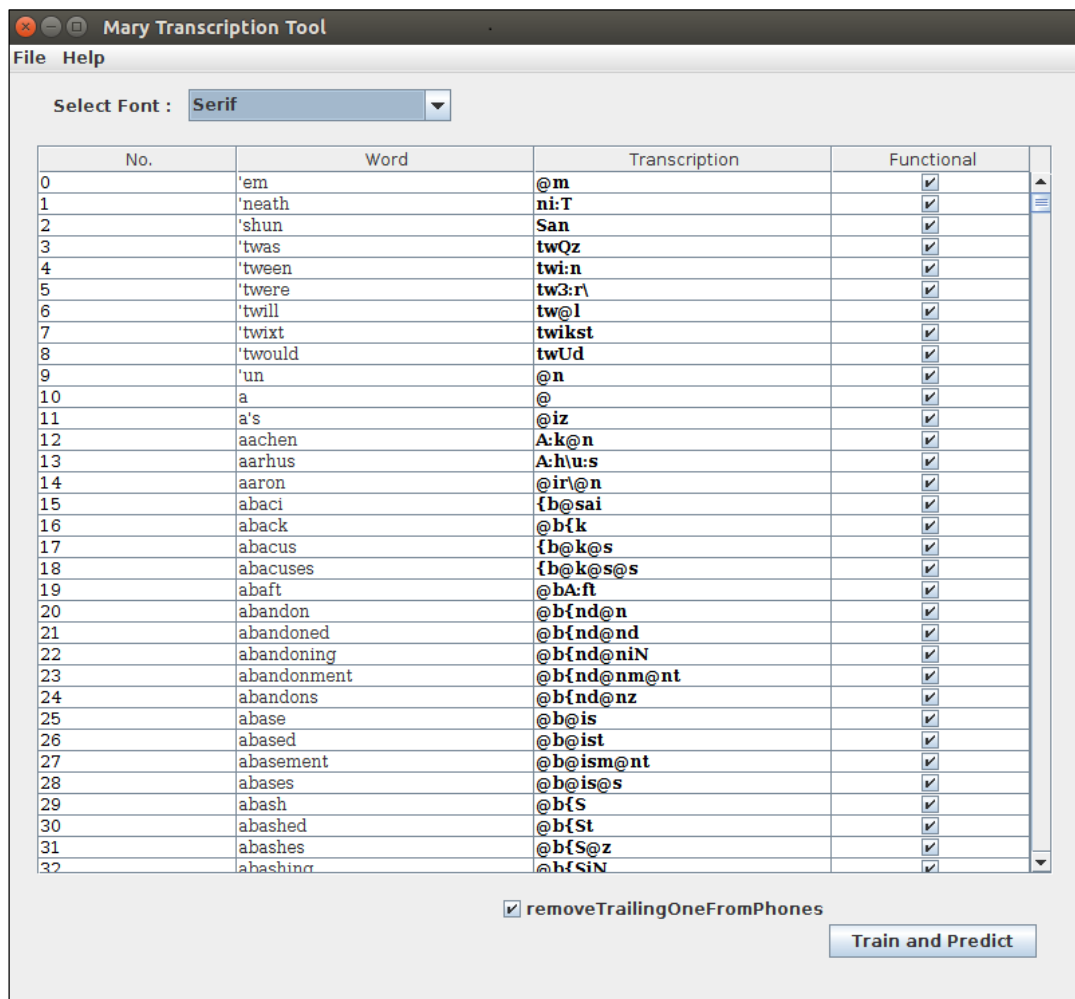 Mary Transcription Tool
File Help
Select Font : Serif
No. Word Transcription Functional
0 'em @m
1 'neath ni:T
2 'shun San
3 'twas twQz
4 'tween twi:n
5 'twere tw3:r\
6 'twill tw@l
7 'twixt twikst
8 'twould twUd
9 'un @n
10 a @
11 a's @iz
12 aachen A:k@n
13 aarhus A:h\u:s
14 aaron @ir\@n
15 abaci {b@sai
16 aback @b{k
17 abacus {b@k@s
18 abacuses {b@k@s@s
19 abaft @bA:ft
20 abandon @b{nd@n
21 abandoned @b{nd@nd
22 abandoning @b{nd@niN
23 abandonment @b{nd@nm@nt
24 abandons @b{nd@nz
25 abase @b@is
26 abased @b@ist
27 abasement @b@ism@nt
28 abases @b@is@s
29 abash @b{S
30 abashed @b{St
31 abashes @b{S@z
32 abashing @b{SiN
removeTrailingOneFromPhones
Train and Predict